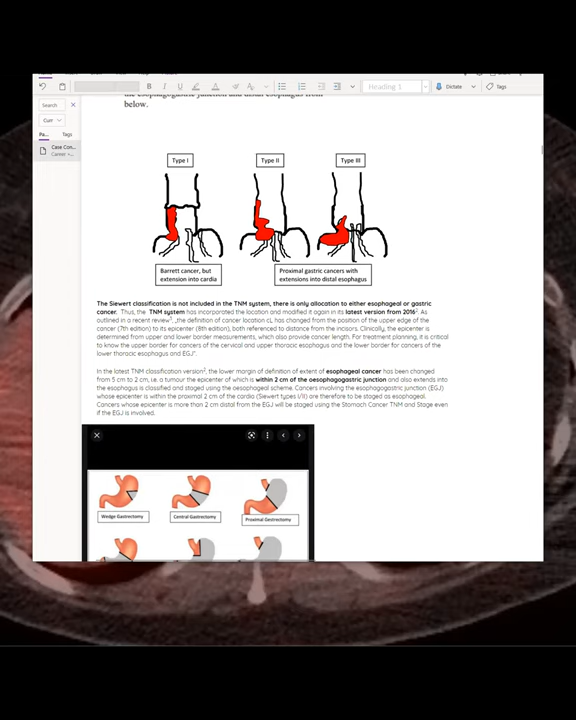 Heading 1
Dictate
Tags
Search
Pa...
Tags
Case Con...
below.
Type I
Type II
Type III
Barrett cancer, but
extension into cardia
Proximal gastric cancers with
extensions into distal esophagus
The Siewert classification is not included in the TNM system, there is only allocation to either esophageal or gastric
cancer. Thus, the TNM system has incorporated the location and modified it again in its latest version from 2016². As
outlined in a recent review³, „the definition of cancer location cL has changed from the position of the upper edge of the
cancer (7th edition) to its epicenter (8th edition), both referenced to distance from the incisors. Clinically, the epicenter is
determined from upper and lower border measurements, which also provide cancer length. For treatment planning, it is critical
to know the upper border for cancers of the cervical and upper thoracic esophagus and the lower border for cancers of the
lower thoracic esophagus and EGJ".
In the latest TNM classification version², the lower margin of definition of extent of esophageal cancer has been changed
from 5 cm to 2 cm, i.e. a tumour the epicenter of which is within 2 cm of the oesophagogastric junction and also extends into
the esophagus is classified and staged using the oesophageal scheme. Cancers involving the esophagogastric junction (EGJ)
whose epicenter is within the proximal 2 cm of the cardia (Siewert types I/II) are therefore to be staged as esophageal.
Cancers whose epicenter is more than 2 cm distal from the EGJ will be staged using the Stomach Cancer TNM and Stage even
if the EGJ is involved.
Wedge Gastrectomy
Central Gastrectomy
Proximal Gestrectomy